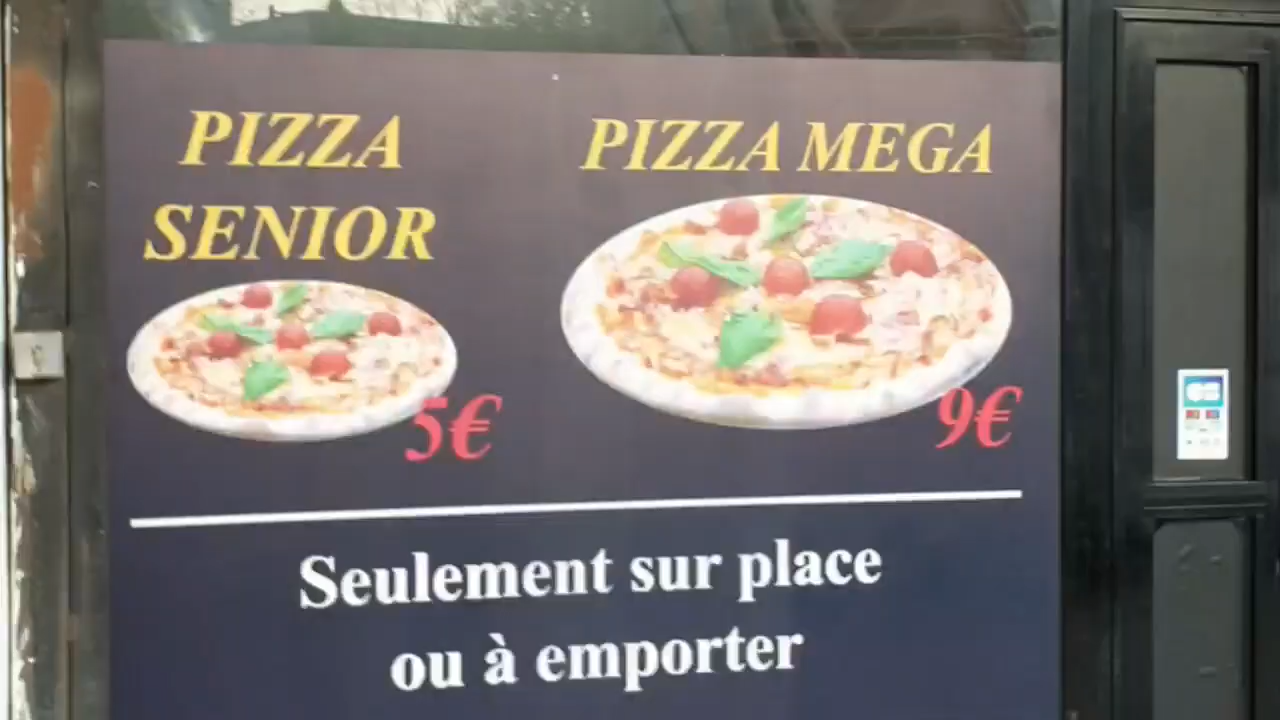 PIZZA
SENIOR
5€
PIZZA MEGA
9€
Seulement sur place
ou à emporter